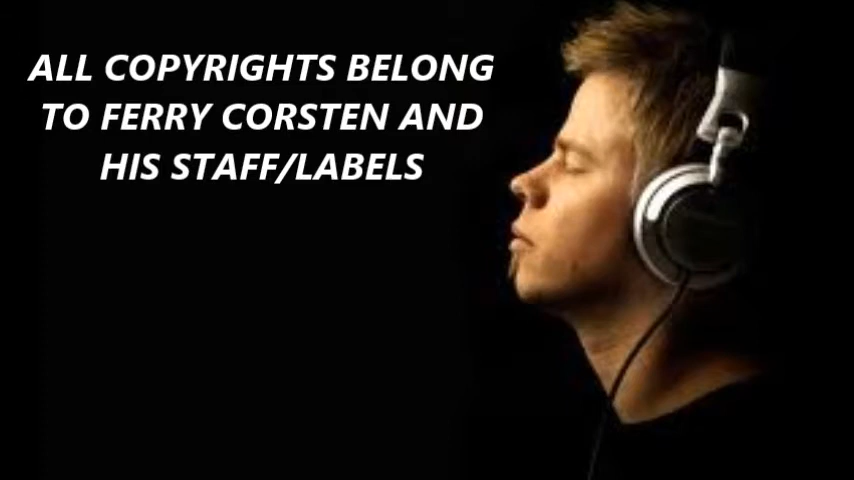 ALL COPYRIGHTS BELONG
TO FERRY CORSTEN AND
HIS STAFF/LABELS